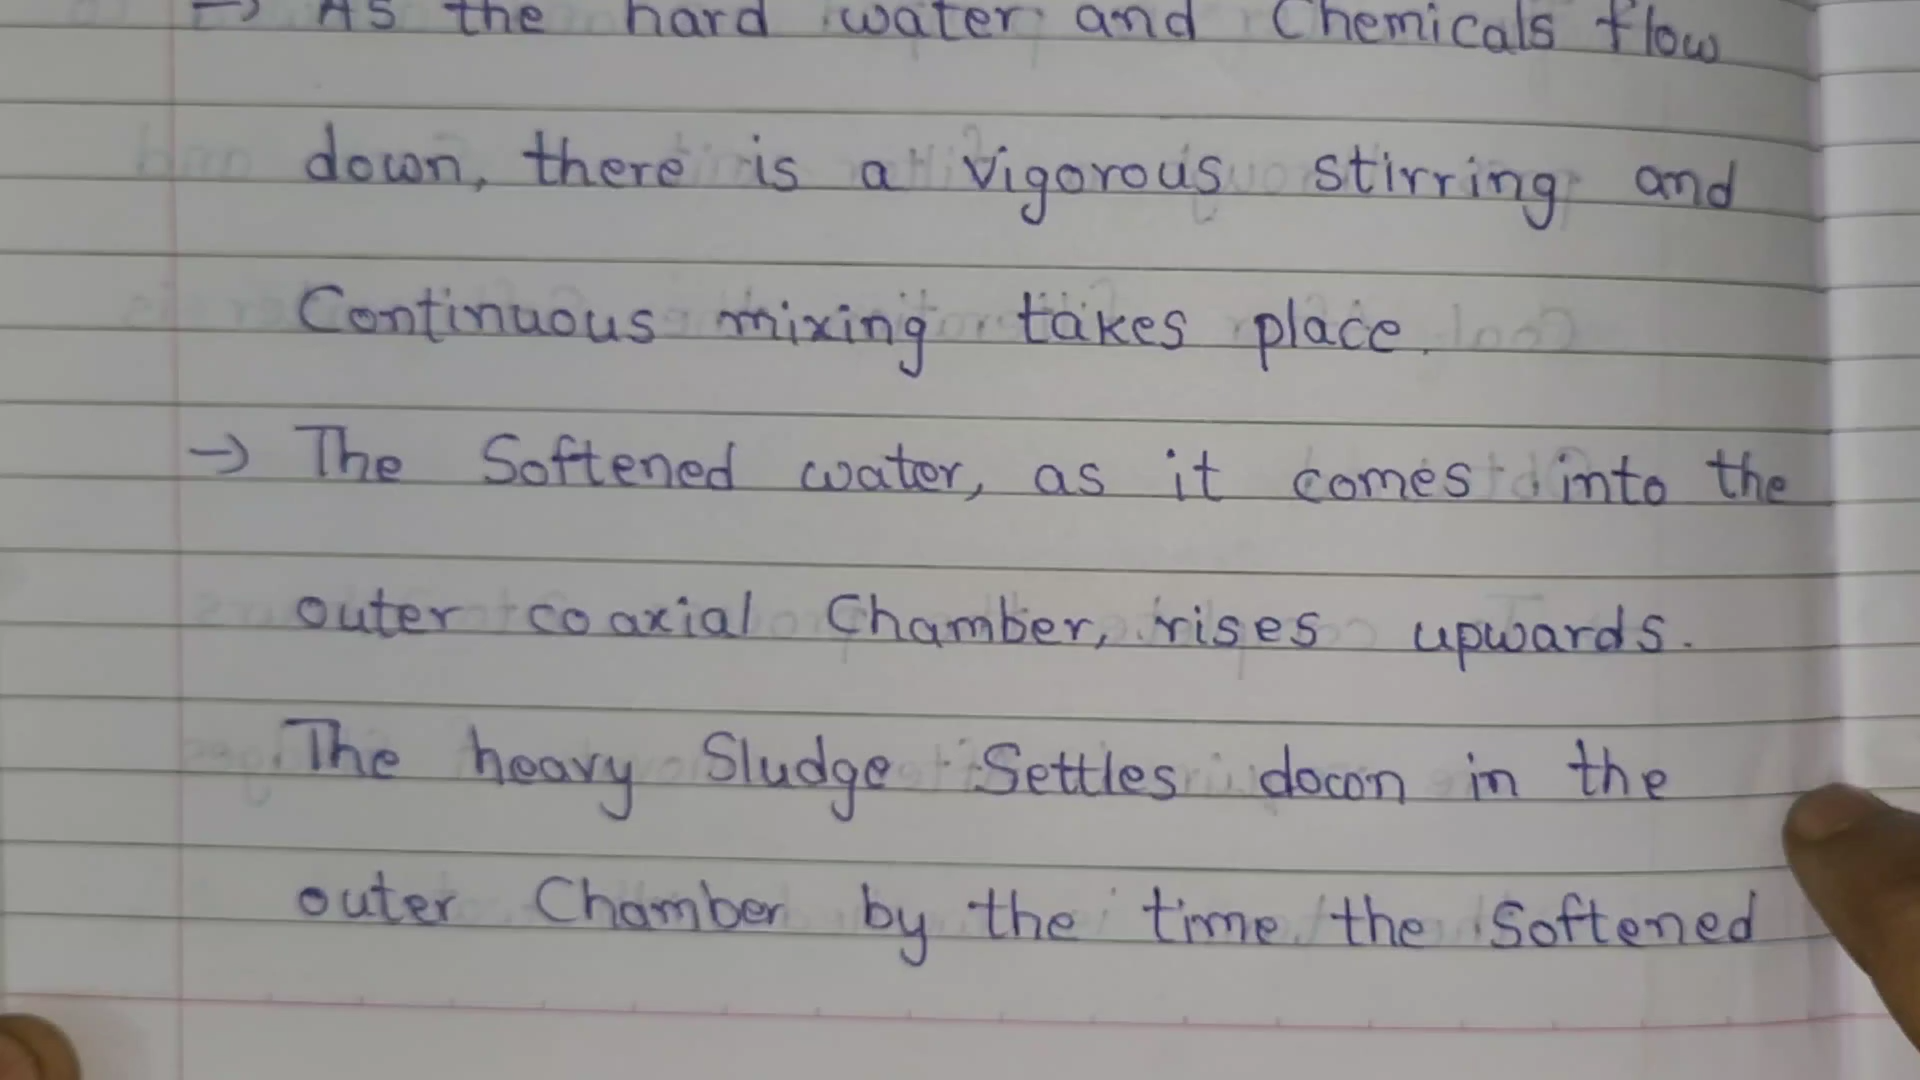 → As the hard water and Chemicals flow
down, there is a vigorous stirring and
Continuous mixing takes place.
→ The Softened water, as it comes into the
outer coaxial Chamber, rises upwards.
The heavy Sludge Settles down in the
outer Chamber by the time the Softened